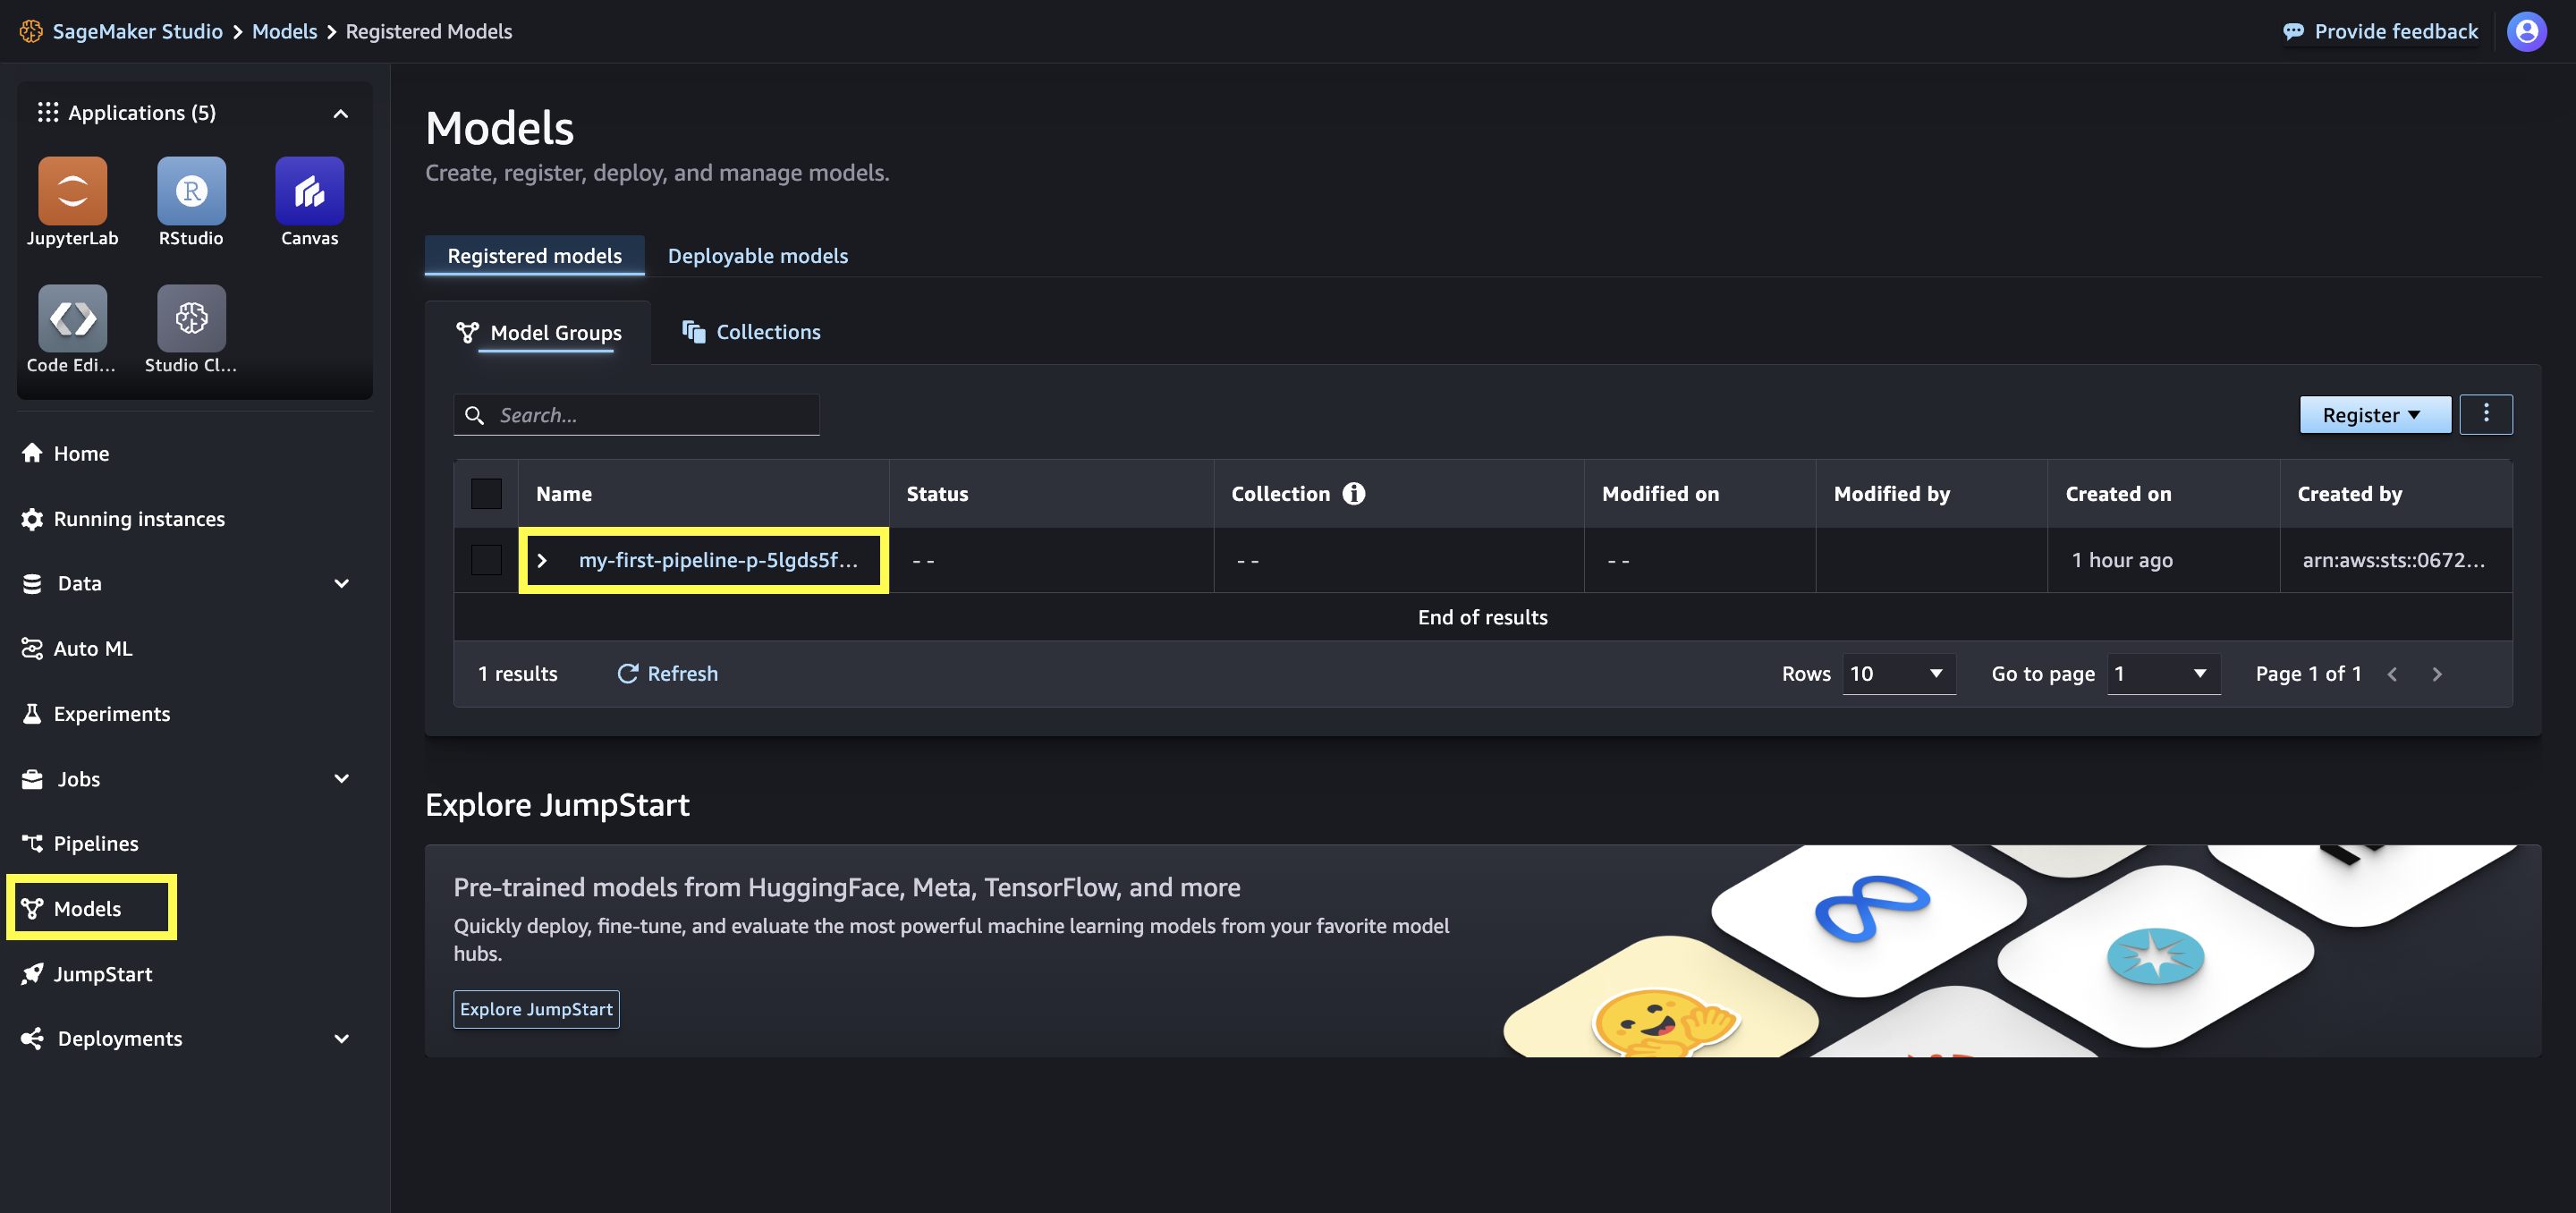 SageMaker Studio > Models > Registered Models
Provide feedback
Applications (5)
JupyterLab
RStudio
Canvas
Code Edi...
Studio Cl...
Home
Running instances
Data
Auto ML
Experiments
Jobs
Pipelines
Models
JumpStart
Deployments
Models
Create, register, deploy, and manage models.
Registered models
Deployable models
Model Groups
Collections
Search...
Register
Name
Status
Collection
Modified on
Modified by
Created on
Created by
my-first-pipeline-p-5lgds5f...
--
--
--
1 hour ago
arn:aws:sts::0672...
End of results
1 results
Refresh
Rows 10
Go to page 1
Page 1 of 1
Explore JumpStart
Pre-trained models from HuggingFace, Meta, TensorFlow, and more
Quickly deploy, fine-tune, and evaluate the most powerful machine learning models from your favorite model
hubs.
Explore JumpStart